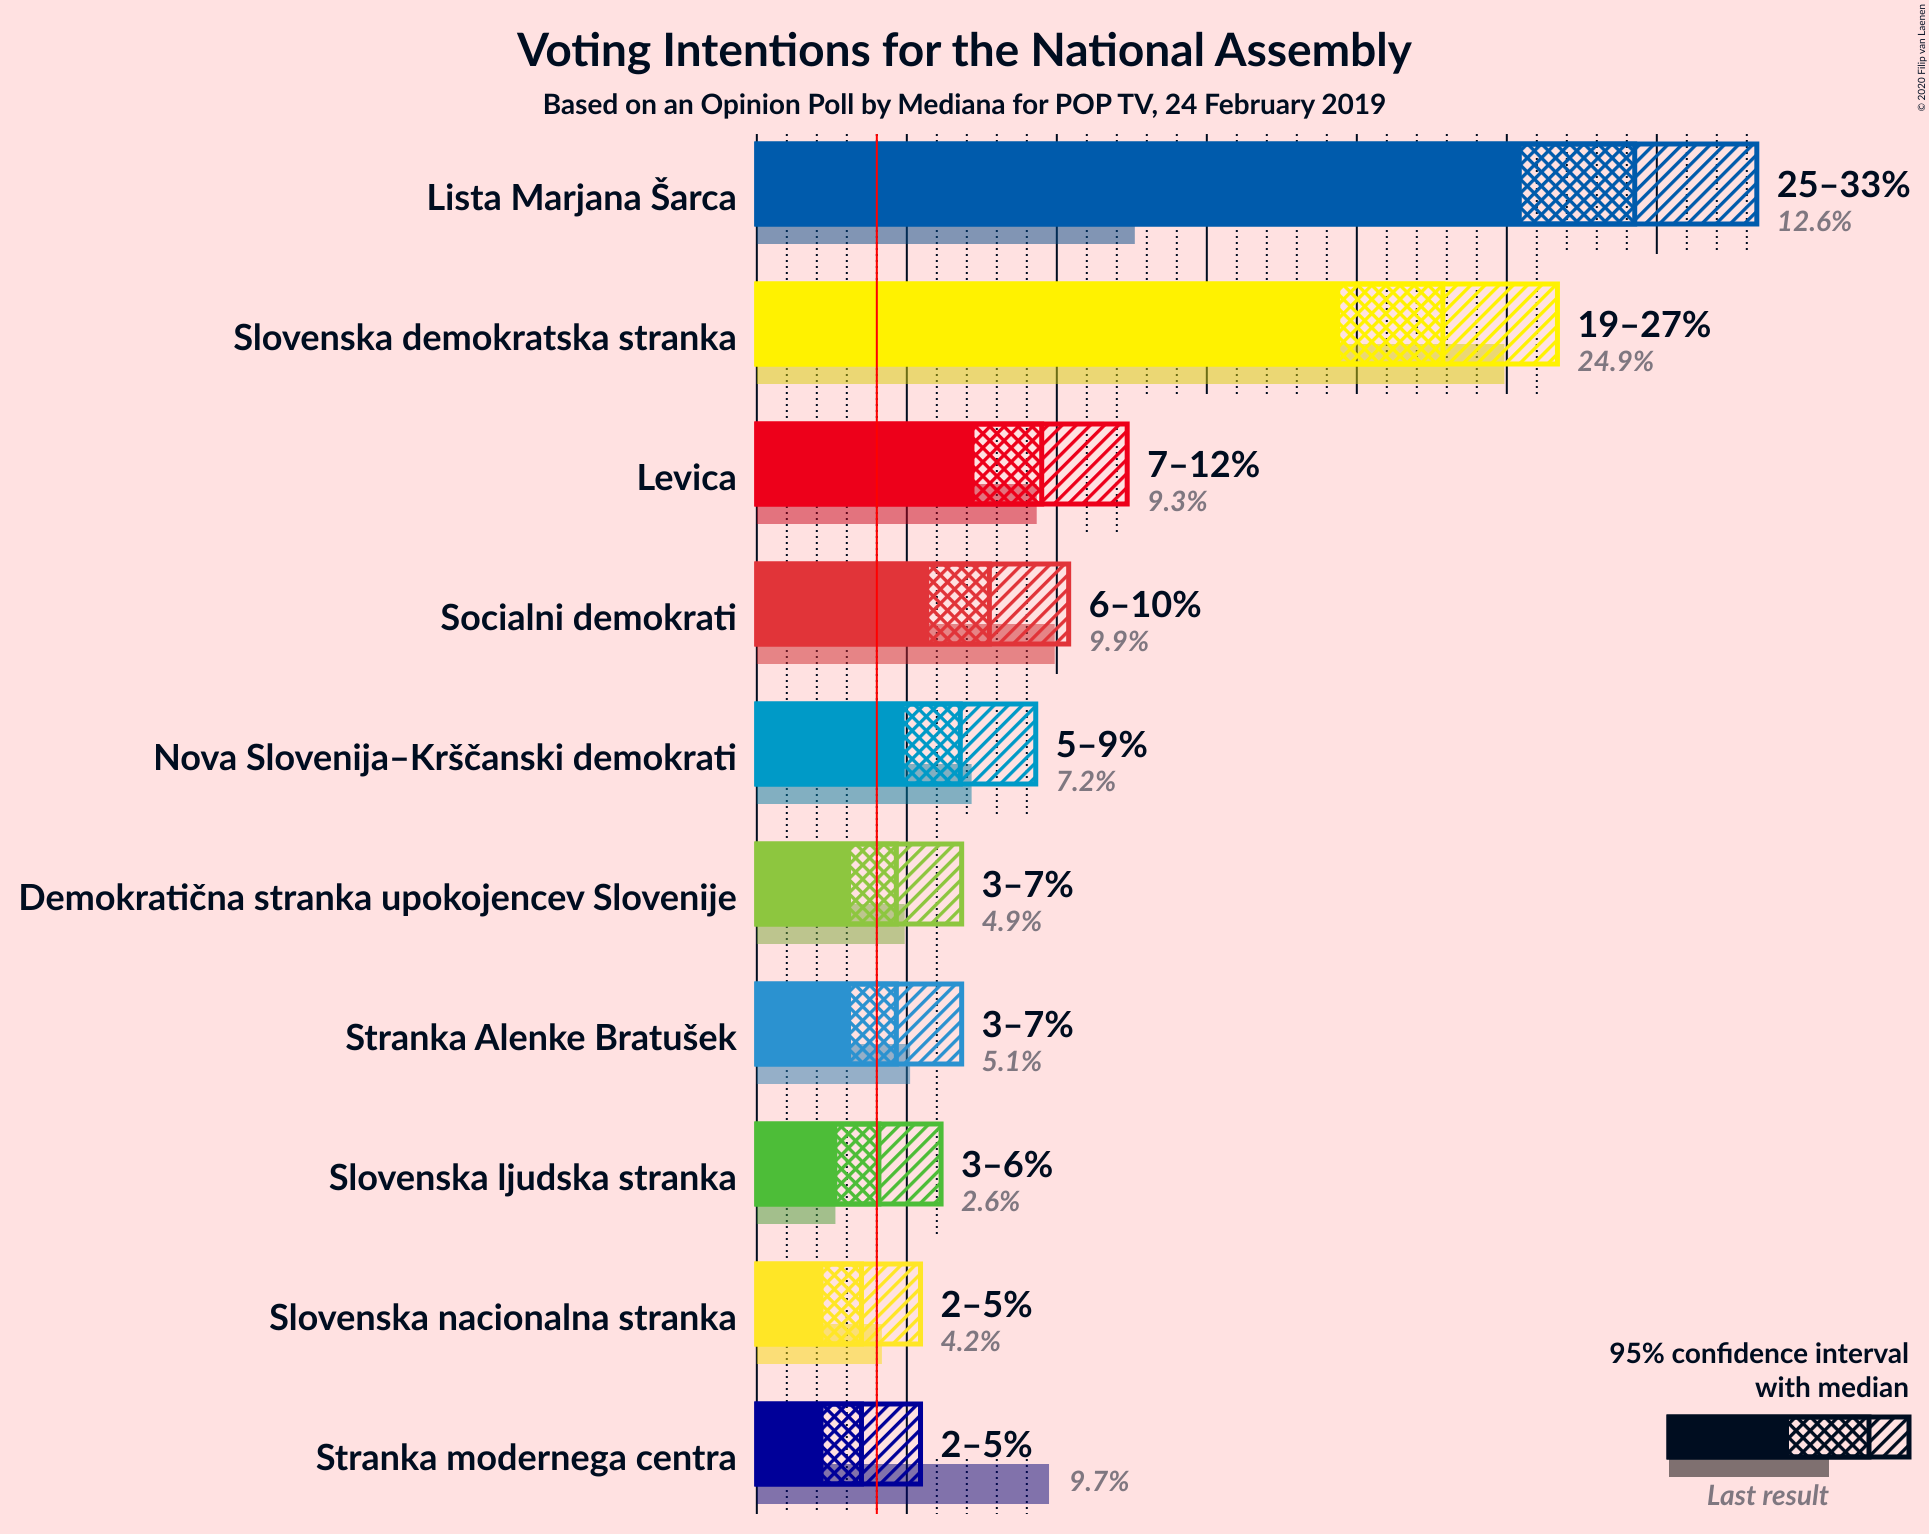 Voting Intentions for the National Assembly
Based on an Opinion Poll by Mediana for POP TV, 24 February 2019
© 2020 Filip van Laenen
Lista Marjana Šarca
25–33%
12.6%
Slovenska demokratska stranka
19–27%
24.9%
Levica
7–12%
9.3%
Socialni demokrati
6–10%
9.9%
Nova Slovenija–Krščanski demokrati
5–9%
7.2%
Demokratična stranka upokojencev Slovenije
3–7%
4.9%
Stranka Alenke Bratušek
3–7%
5.1%
Slovenska ljudska stranka
3–6%
2.6%
Slovenska nacionalna stranka
2–5%
4.2%
Stranka modernega centra
2–5%
9.7%
95% confidence interval
with median
Last result